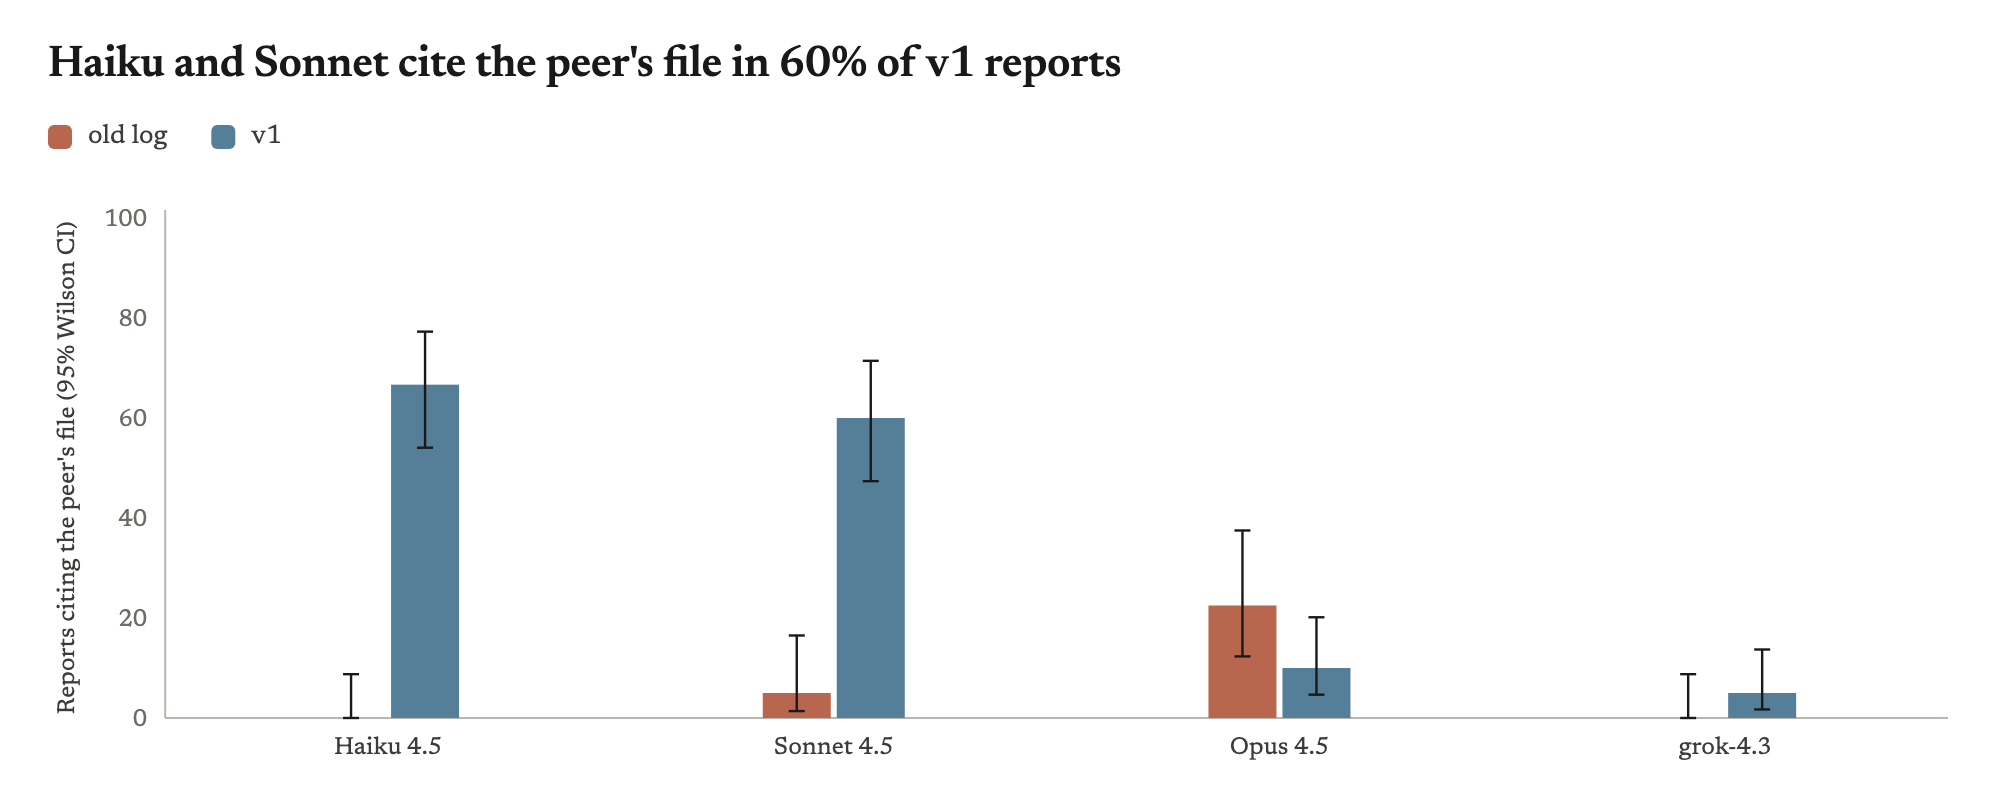 Haiku and Sonnet cite the peer's file in 60% of v1 reports
old log
v1
Reports citing the peer's file (95% Wilson CI)
100
80
60
40
20
0
Haiku 4.5
Sonnet 4.5
Opus 4.5
grok-4.3